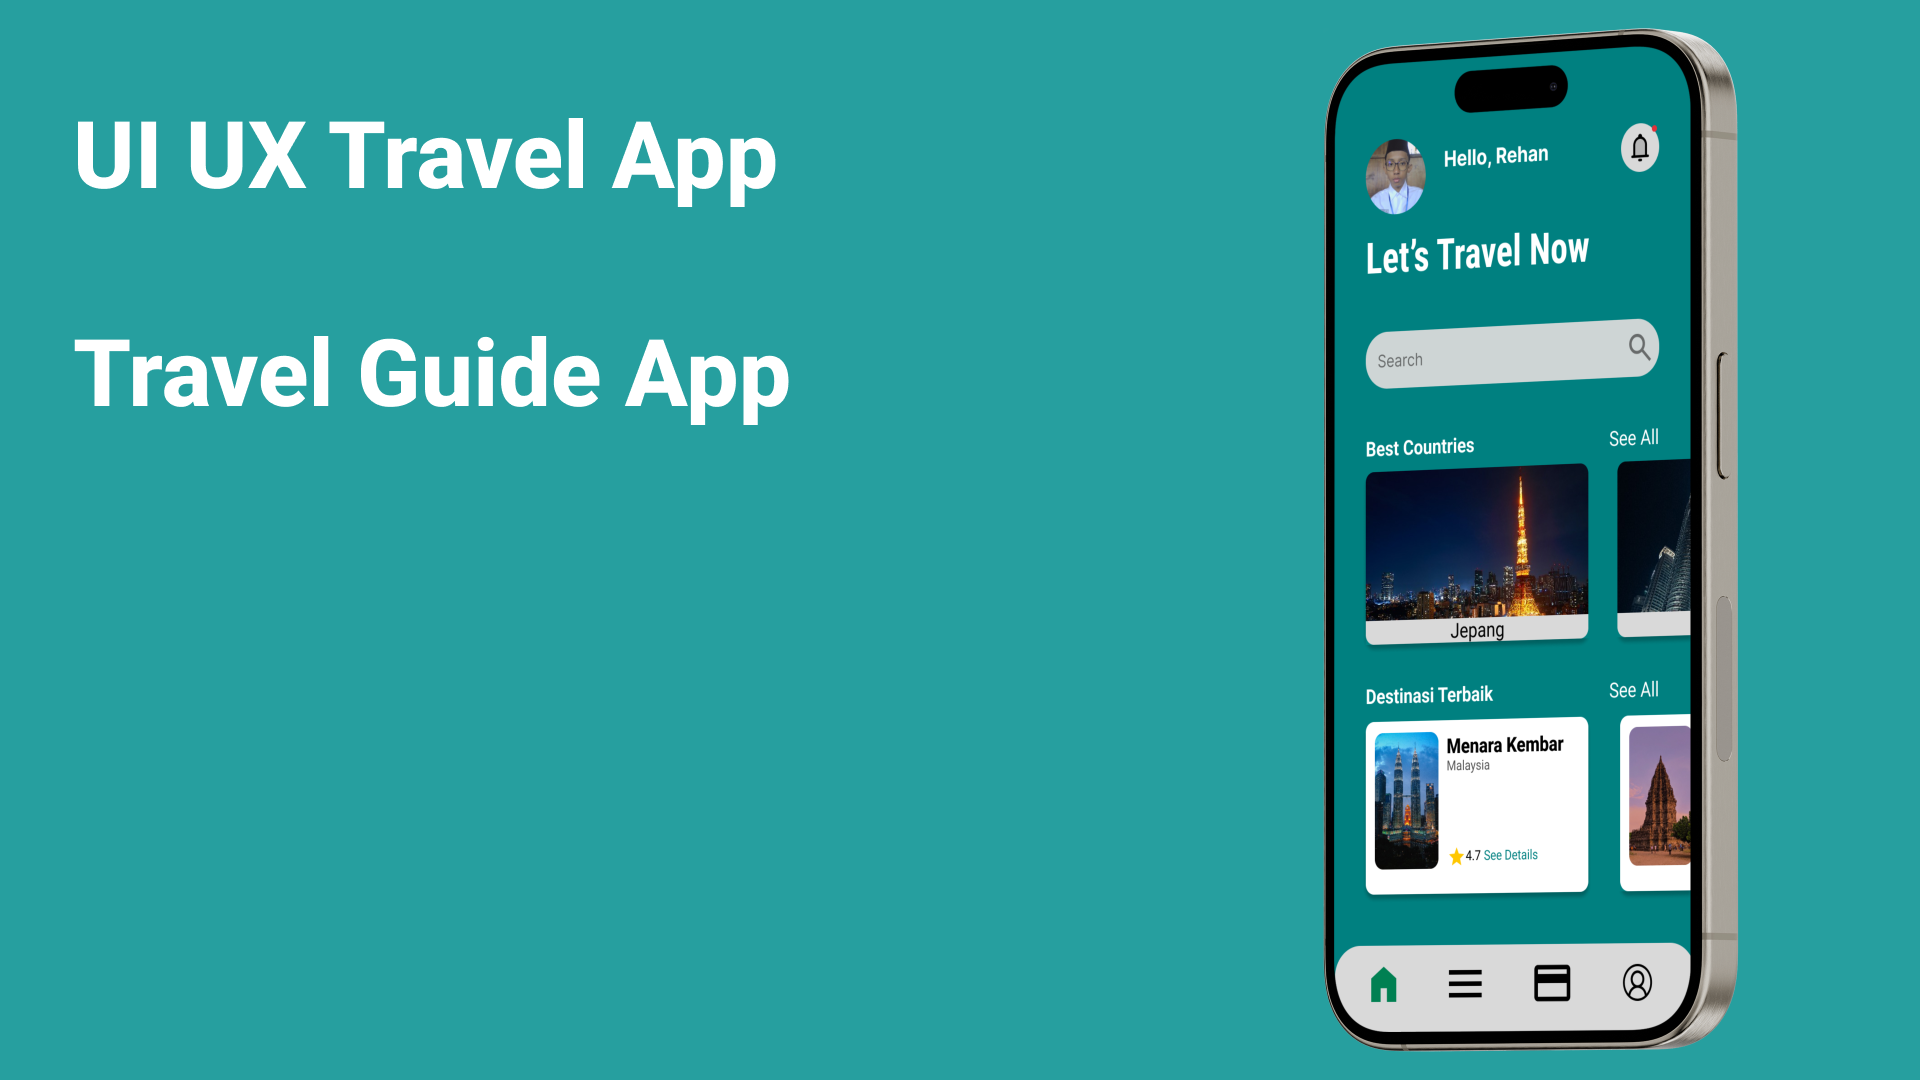 UI UX Travel App
Travel Guide App
Hello, Rehan
Let's Travel Now
Search
Best Countries
See All
Jepang
Destinasi Terbaik
See All
Menara Kembar
Malaysia
4.7 See Details